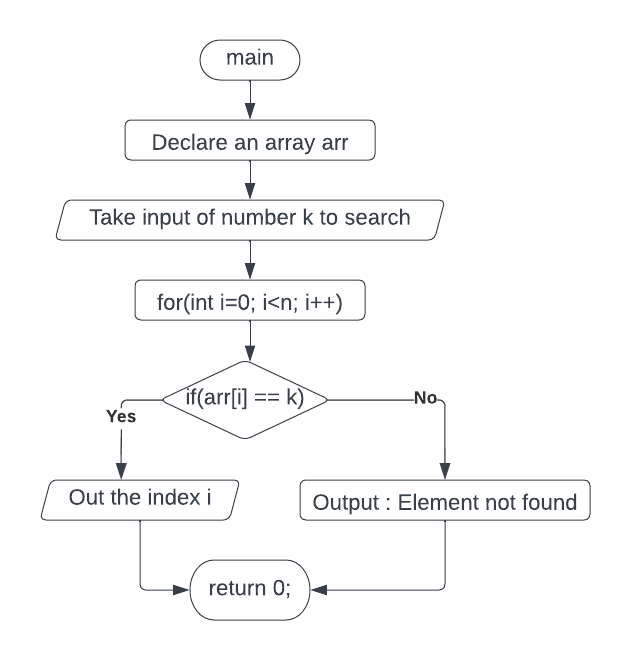 main
Declare an array arr
Take input of number k to search
for(int i=0; i<n; i++)
if(arr[i] == k)
Yes
No
Out the index i
Output : Element not found
return 0;